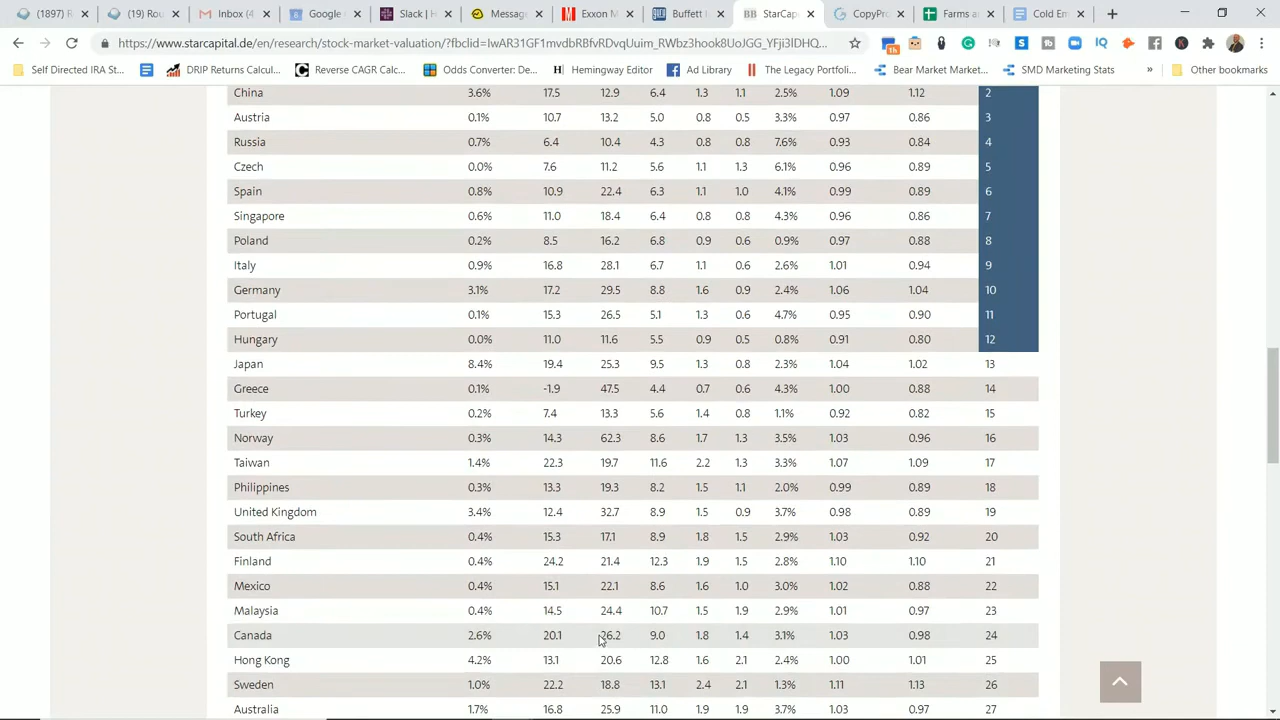 (1897) R
(19) Rou
Inbox (4
Google
Slack | H
Messag
Exxon M
Buffett I
StarCap
CopyPro
Farms as
Cold Em
https://www.starcapital.de/en/research/stock-market-valuation/?fbclid=IwAR31GF1mvdbRBfvRDvqUuim_RWbz3hook8UoJGG_YFji3lDHQ...
Self Directed IRA St...
DRIP Returns Calcul...
Reverse CAGR Calc...
Odds Converter: De...
Hemingway Editor
Ad Library
The Legacy Portfolio...
Bear Market Market...
SMD Marketing Stats
»
Other bookmarks
China 3.6% 17.5 12.9 6.4 1.3 1.1 2.5% 1.09 1.12 2
Austria 0.1% 10.7 13.2 5.0 0.8 0.5 3.3% 0.97 0.86 3
Russia 0.7% 6.4 10.4 4.3 0.8 0.8 7.6% 0.93 0.84 4
Czech 0.0% 7.6 11.2 5.6 1.1 1.3 6.1% 0.96 0.89 5
Spain 0.8% 10.9 22.4 6.3 1.1 1.0 4.1% 0.99 0.89 6
Singapore 0.6% 11.0 18.4 6.4 0.8 0.8 4.3% 0.96 0.86 7
Poland 0.2% 8.5 16.2 6.8 0.9 0.6 0.9% 0.97 0.88 8
Italy 0.9% 16.8 28.1 6.7 1.1 0.6 2.6% 1.01 0.94 9
Germany 3.1% 17.2 29.5 8.8 1.6 0.9 2.4% 1.06 1.04 10
Portugal 0.1% 15.3 26.5 5.1 1.3 0.6 4.7% 0.95 0.90 11
Hungary 0.0% 11.0 11.6 5.5 0.9 0.5 0.8% 0.91 0.80 12
Japan 8.4% 19.4 25.3 9.5 1.3 0.8 2.3% 1.04 1.02 13
Greece 0.1% -1.9 47.5 4.4 0.7 0.6 4.3% 1.00 0.88 14
Turkey 0.2% 7.4 13.3 5.6 1.4 0.8 1.1% 0.92 0.82 15
Norway 0.3% 14.3 62.3 8.6 1.7 1.3 3.5% 1.03 0.96 16
Taiwan 1.4% 22.3 19.7 11.6 2.2 1.3 3.3% 1.07 1.09 17
Philippines 0.3% 13.3 19.3 8.2 1.5 1.1 2.0% 0.99 0.89 18
United Kingdom 3.4% 12.4 32.7 8.9 1.5 0.9 3.7% 0.98 0.89 19
South Africa 0.4% 15.3 17.1 8.9 1.8 1.5 2.9% 1.03 0.92 20
Finland 0.4% 24.2 21.4 12.3 1.9 1.5 2.8% 1.10 1.10 21
Mexico 0.4% 15.1 22.1 8.6 1.6 1.0 3.0% 1.02 0.88 22
Malaysia 0.4% 14.5 24.4 10.7 1.5 1.9 2.9% 1.01 0.97 23
Canada 2.6% 20.1 26.2 9.0 1.8 1.4 3.1% 1.03 0.98 24
Hong Kong 4.2% 13.1 20.6 12.8 1.6 2.1 2.4% 1.00 1.01 25
Sweden 1.0% 22.2 18.8 13.1 2.4 2.1 1.3% 1.11 1.13 26
Australia 1.7% 16.8 25.9 11.0 1.9 1.9 3.7% 1.03 0.97 27